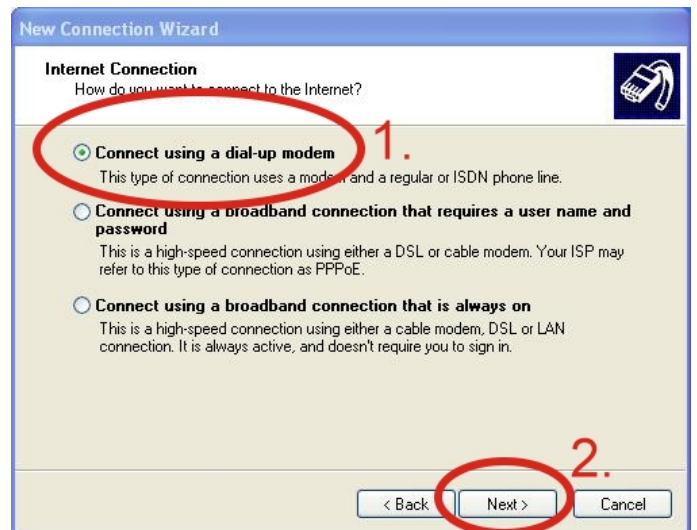 New Connection Wizard
Internet Connection
How do you want to connect to the Internet?
1.
Connect using a dial-up modem
This type of connection uses a modem and a regular or ISDN phone line.
Connect using a broadband connection that requires a user name and
password
This is a high-speed connection using either a DSL or cable modem. Your ISP may
refer to this type of connection as PPPoE.
Connect using a broadband connection that is always on
This is a high-speed connection using either a cable modem, DSL or LAN
connection. It is always active, and doesn't require you to sign in.
2.
< Back
Next >
Cancel